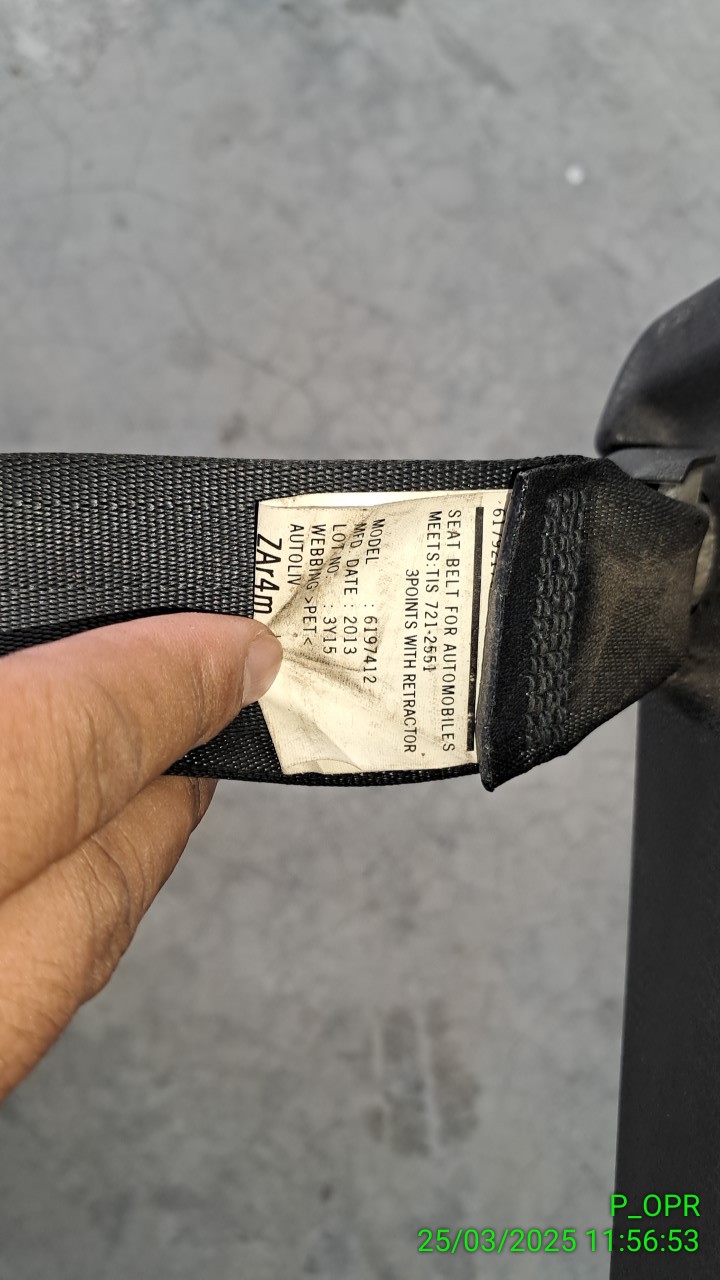 SEAT BELT FOR AUTOMOBILES
MEETS:TIS 721-2551
3POINTS WITH RETRACTOR
MODEL : 6197412
MFD DATE : 2013
LOT NO : 3Y15
WEBBING >PET<
AUTOLIV
ZAr4m
P_OPR
25/03/2025 11:56:53